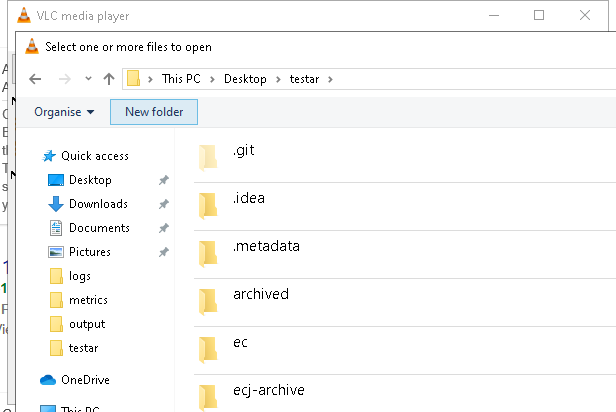 VLC media player
Select one or more files to open
This PC > Desktop > testar >
Organise
New folder
Quick access
Desktop
Downloads
Documents
Pictures
logs
metrics
output
testar
OneDrive
This PC
.git
.idea
.metadata
archived
ec
ecj-archive